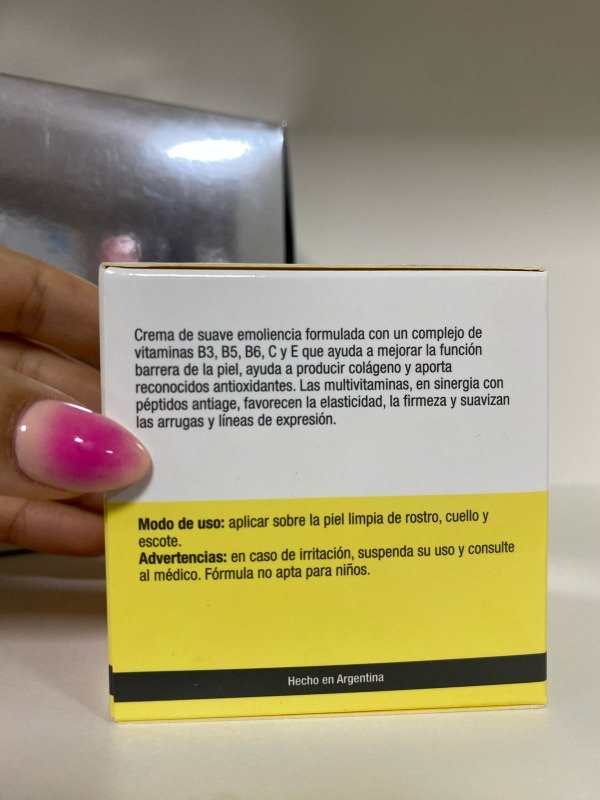 Crema de suave emoliencia formulada con un complejo de
vitaminas B3, B5, B6, C y E que ayuda a mejorar la función
barrera de la piel, ayuda a producir colágeno y aporta
reconocidos antioxidantes. Las multivitaminas, en sinergia con
péptidos antiage, favorecen la elasticidad, la firmeza y suavizan
las arrugas y líneas de expresión.
Modo de uso: aplicar sobre la piel limpia de rostro, cuello y
escote.
Advertencias: en caso de irritación, suspenda su uso y consulte
al médico. Fórmula no apta para niños.
Hecho en Argentina